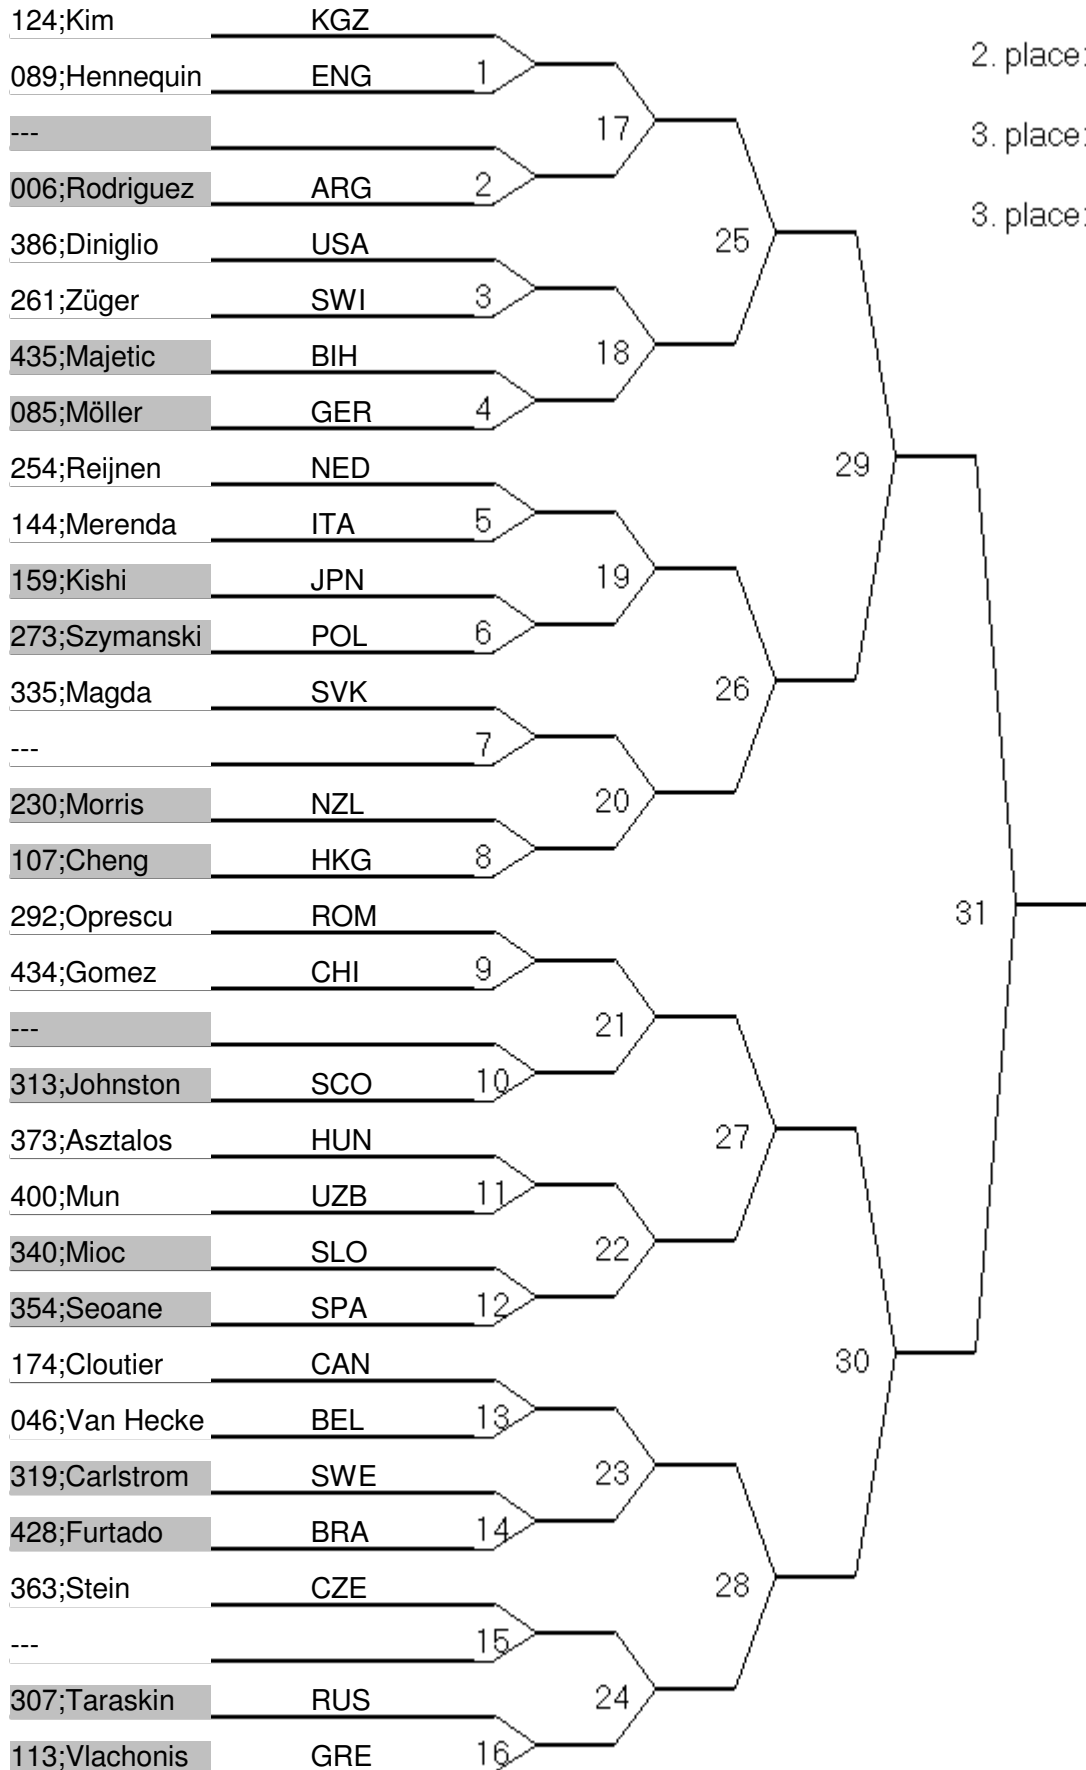 124;Kim KGZ
2. place:
089;Hennequin ENG 1
17
3. place:
---
006;Rodriguez ARG 2
3. place:
386;Diniglio USA
25
261;Züger SWI 3
18
435;Majetic BIH
085;Möller GER 4
254;Reijnen NED
29
144;Merenda ITA 5
19
159;Kishi JPN
273;Szymanski POL 6
335;Magda SVK
26
--- 7
20
230;Morris NZL
107;Cheng HKG 8
292;Oprescu ROM
31
434;Gomez CHI 9
21
---
313;Johnston SCO 10
373;Asztalos HUN
27
400;Mun UZB 11
22
340;Mioc SLO
354;Seoane SPA 12
174;Cloutier CAN
30
046;Van Hecke BEL 13
23
319;Carlstrom SWE
428;Furtado BRA 14
363;Stein CZE
28
--- 15
24
307;Taraskin RUS
113;Vlachonis GRE 16